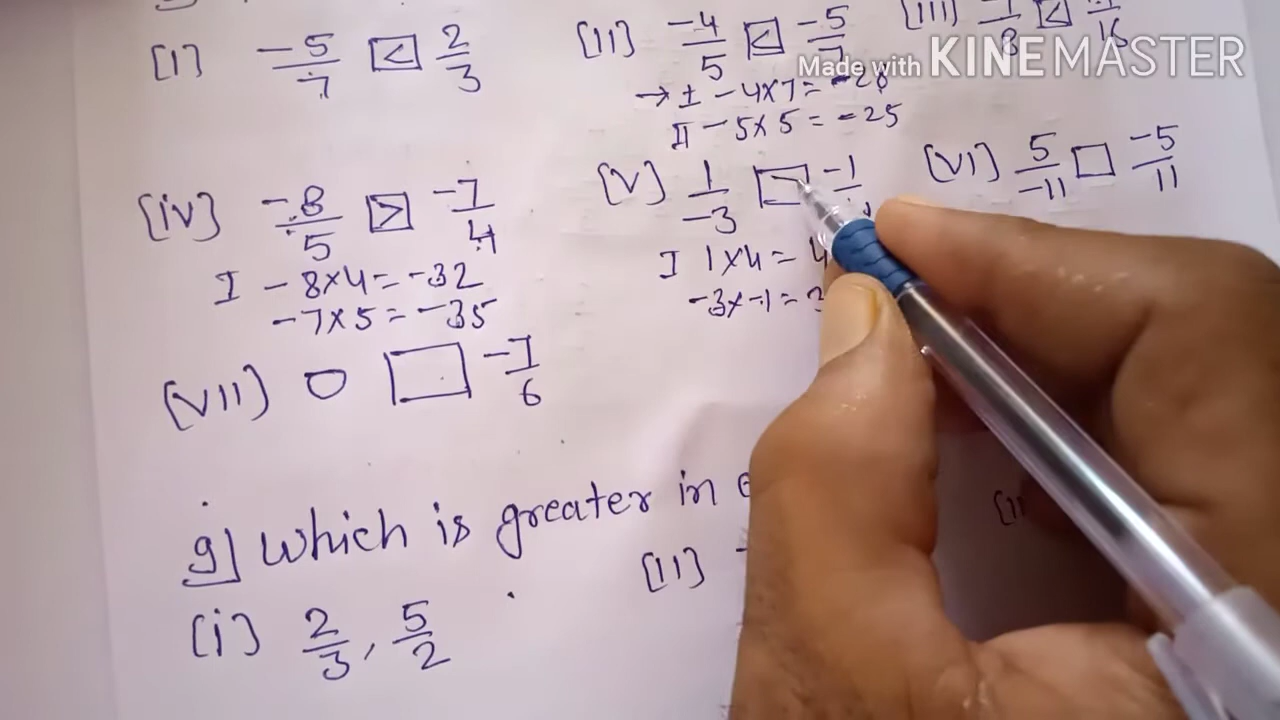 [i] -5/7 [<] 2/3
[ii] -4/5 [<] -5/7
→ I -4×7 = -28
II -5×5 = -25
[iii]
Made with KINEMASTER
[iv] -8/5 [>] -7/4
I -8×4 = -32
-7×5 = -35
[v] 1/-3
I 1×4 = 4
-3×-1 = 3
[vi] 5/-11 □ -5/11
[vii] 0 □ -7/6
9] Which is greater in
[i] 2/3, 5/2
[ii]